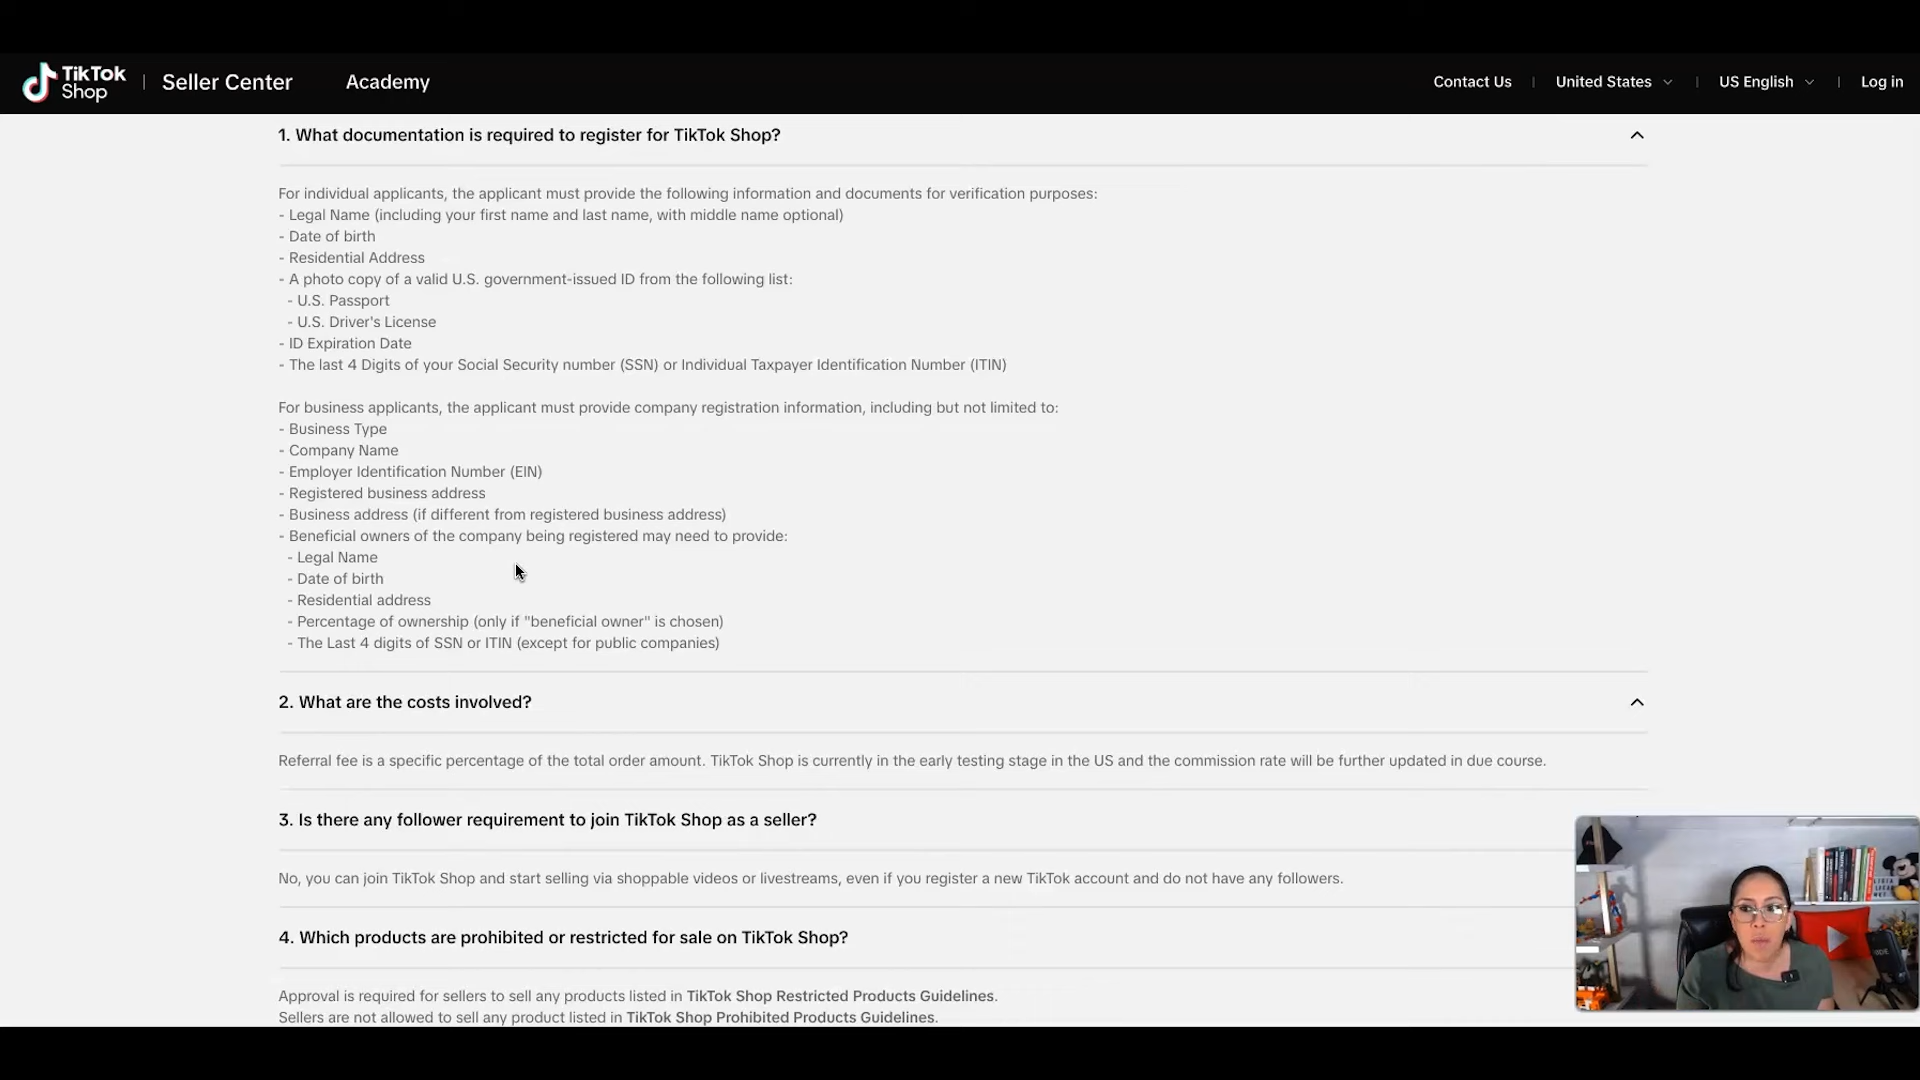 TikTok Shop | Seller Center Academy Contact Us | United States | US English | Log in
1. What documentation is required to register for TikTok Shop?
For individual applicants, the applicant must provide the following information and documents for verification purposes:
- Legal Name (including your first name and last name, with middle name optional)
- Date of birth
- Residential Address
- A photo copy of a valid U.S. government-issued ID from the following list:
- U.S. Passport
- U.S. Driver's License
- ID Expiration Date
- The last 4 Digits of your Social Security number (SSN) or Individual Taxpayer Identification Number (ITIN)
For business applicants, the applicant must provide company registration information, including but not limited to:
- Business Type
- Company Name
- Employer Identification Number (EIN)
- Registered business address
- Business address (if different from registered business address)
- Beneficial owners of the company being registered may need to provide:
- Legal Name
- Date of birth
- Residential address
- Percentage of ownership (only if "beneficial owner" is chosen)
- The Last 4 digits of SSN or ITIN (except for public companies)
2. What are the costs involved?
Referral fee is a specific percentage of the total order amount. TikTok Shop is currently in the early testing stage in the US and the commission rate will be further updated in due course.
3. Is there any follower requirement to join TikTok Shop as a seller?
No, you can join TikTok Shop and start selling via shoppable videos or livestreams, even if you register a new TikTok account and do not have any followers.
4. Which products are prohibited or restricted for sale on TikTok Shop?
Approval is required for sellers to sell any products listed in TikTok Shop Restricted Products Guidelines.
Sellers are not allowed to sell any product listed in TikTok Shop Prohibited Products Guidelines.